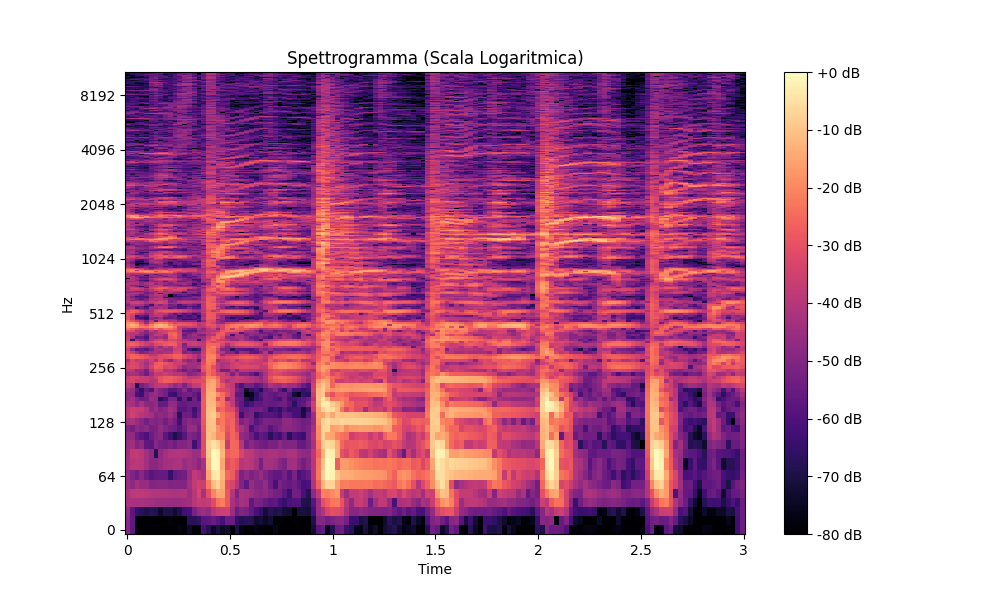 Spettrogramma (Scala Logaritmica)
Hz
8192
4096
2048
1024
512
256
128
64
0
0
0.5
1
1.5
2
2.5
3
Time
+0 dB
-10 dB
-20 dB
-30 dB
-40 dB
-50 dB
-60 dB
-70 dB
-80 dB